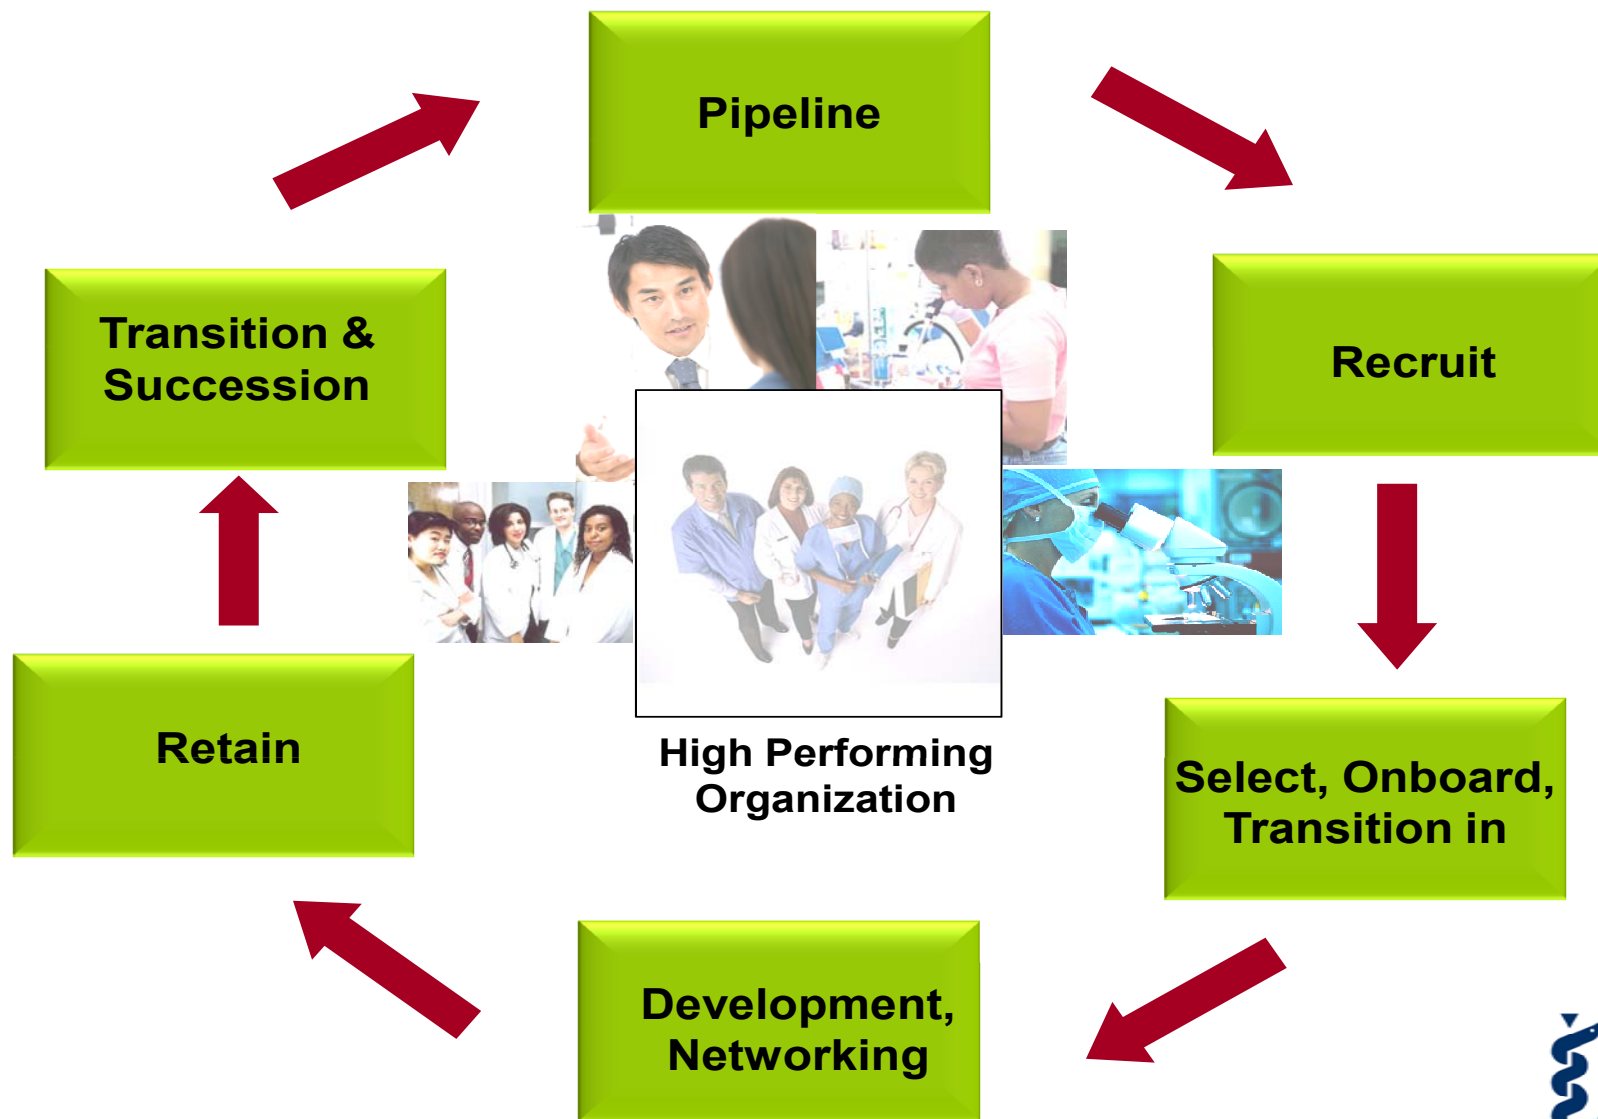 Pipeline
Recruit
Select, Onboard,
Transition in
Development,
Networking
Retain
Transition &
Succession
High Performing
Organization